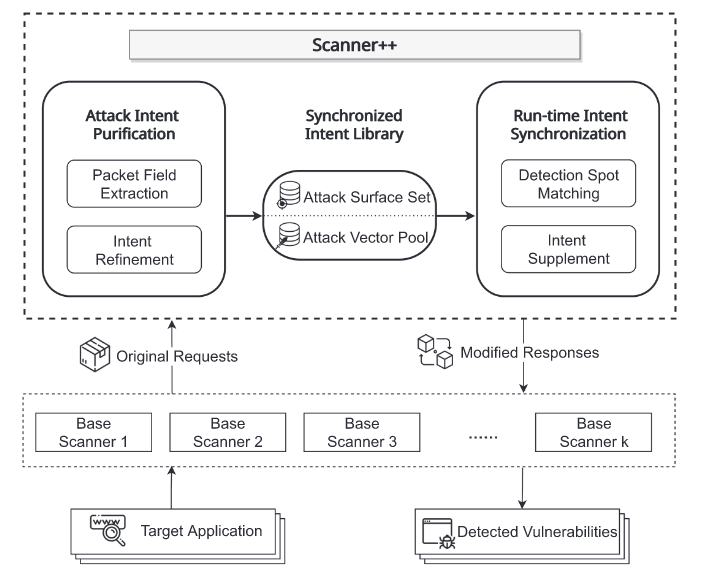 Scanner++
Attack Intent
Purification
Packet Field
Extraction
Intent
Refinement
Synchronized
Intent Library
Attack Surface Set
Attack Vector Pool
Run-time Intent
Synchronization
Detection Spot
Matching
Intent
Supplement
Original Requests
Modified Responses
Base
Scanner 1
Base
Scanner 2
Base
Scanner 3
......
Base
Scanner k
www
Target Application
Detected Vulnerabilities